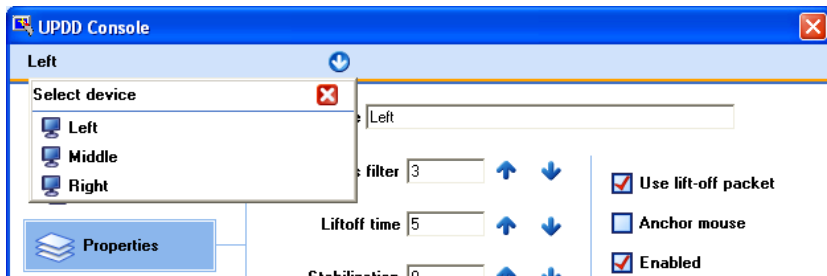 UPDD Console
Left
Select device
Left
Middle
Right
Left
filter 3
Use lift-off packet
Liftoff time 5
Anchor mouse
Properties
Enabled